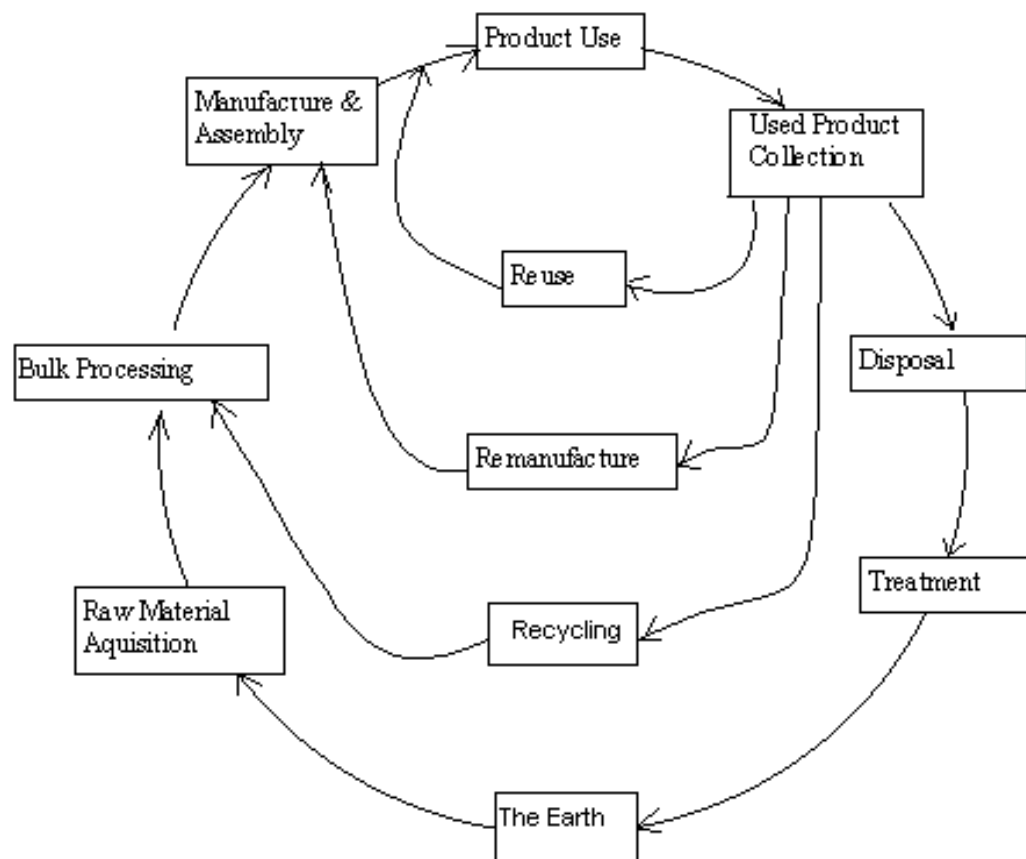 Product Use
Manufacture &
Assembly
Used Product
Collection
Reuse
Bulk Processing
Disposal
Remanufacture
Treatment
Raw Material
Aquisition
Recycling
The Earth